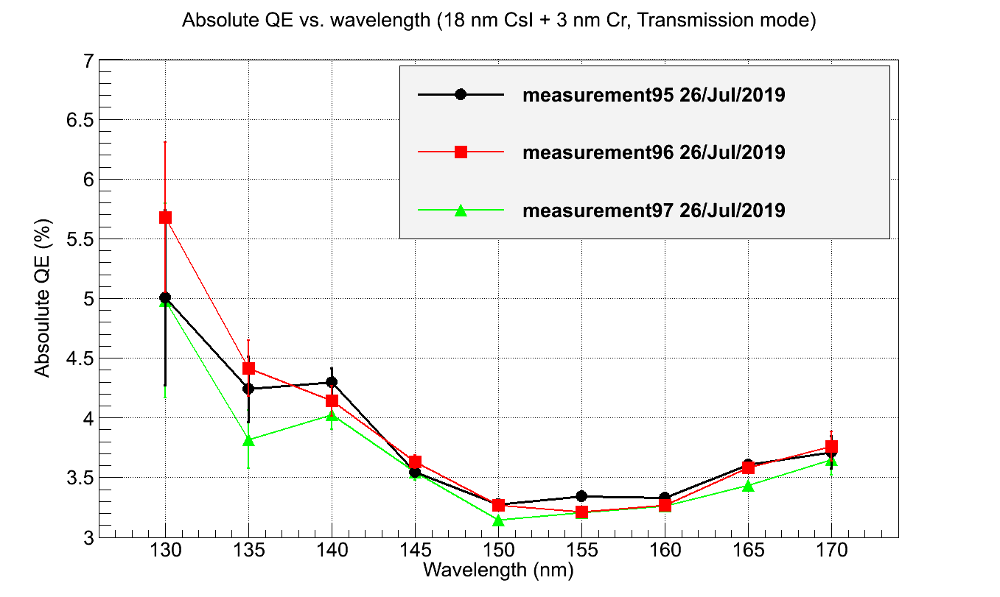 Absolute QE vs. wavelength (18 nm CsI + 3 nm Cr, Transmission mode)
7
measurement95 26/Jul/2019
6.5
measurement96 26/Jul/2019
6
measurement97 26/Jul/2019
5.5
Absoulute QE (%)
5
4.5
4
3.5
3
130 135 140 145 150 155 160 165 170
Wavelength (nm)